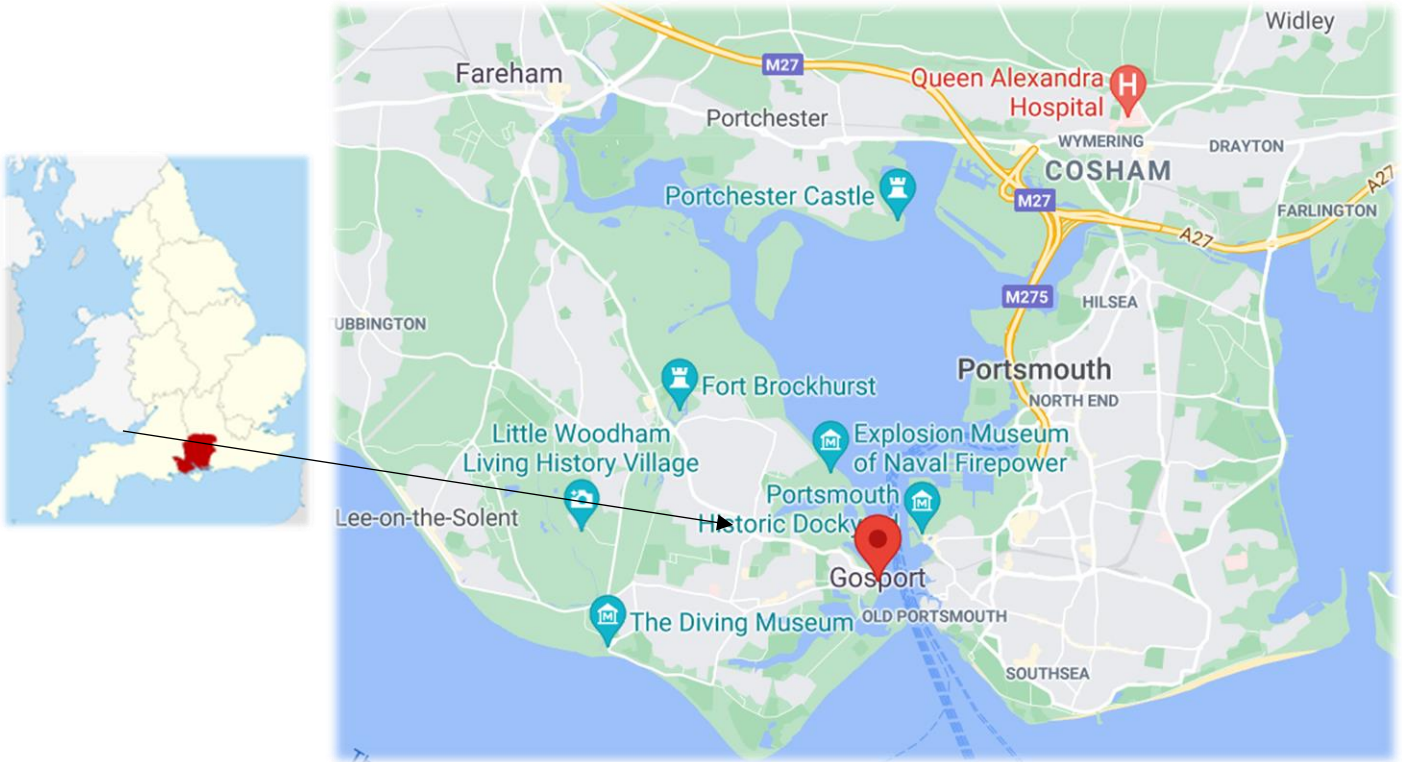 Widley
Fareham
M27
Queen Alexandra
Hospital
H
Portchester
WYMERING
DRAYTON
COSHAM
A27
Portchester Castle
M27
FARLINGTON
A27
M275
HILSEA
UBBINGTON
Portsmouth
Fort Brockhurst
NORTH END
Little Woodham
Living History Village
Explosion Museum
of Naval Firepower
M
Portsmouth
Historic Dockyard
M
Lee-on-the-Solent
Gosport
The Diving Museum
M
OLD PORTSMOUTH
SOUTHSEA
Th